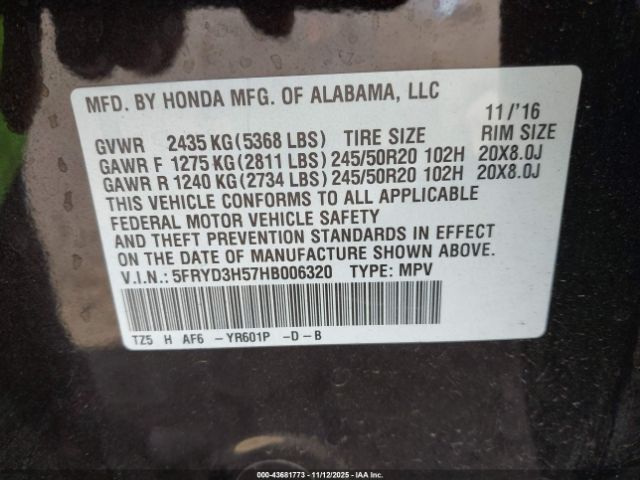 MFD. BY HONDA MFG. OF ALABAMA, LLC
11/'16
GVWR 2435 KG(5368 LBS) TIRE SIZE RIM SIZE
GAWR F 1275 KG(2811 LBS) 245/50R20 102H 20X8.0J
GAWR R 1240 KG(2734 LBS) 245/50R20 102H 20X8.0J
THIS VEHICLE CONFORMS TO ALL APPLICABLE
FEDERAL MOTOR VEHICLE SAFETY
AND THEFT PREVENTION STANDARDS IN EFFECT
ON THE DATE OF MANUFACTURE SHOWN ABOVE.
V.I.N.: 5FRYD3H57HB006320 TYPE: MPV
TZ5 H AF6 -YR601P -D-B
000-43681773 - 11/12/2025 - IAA Inc.